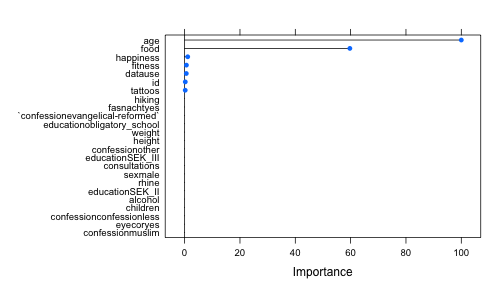 age
food
happiness
fitness
datause
id
tattoos
hiking
fasnachtyes
`confessionevangelical-reformed`
educationobligatory_school
weight
height
confessionother
educationSEK_III
consultations
sexmale
rhine
educationSEK_II
alcohol
children
confessionconfessionless
eyecoryes
confessionmuslim
0 20 40 60 80 100
Importance